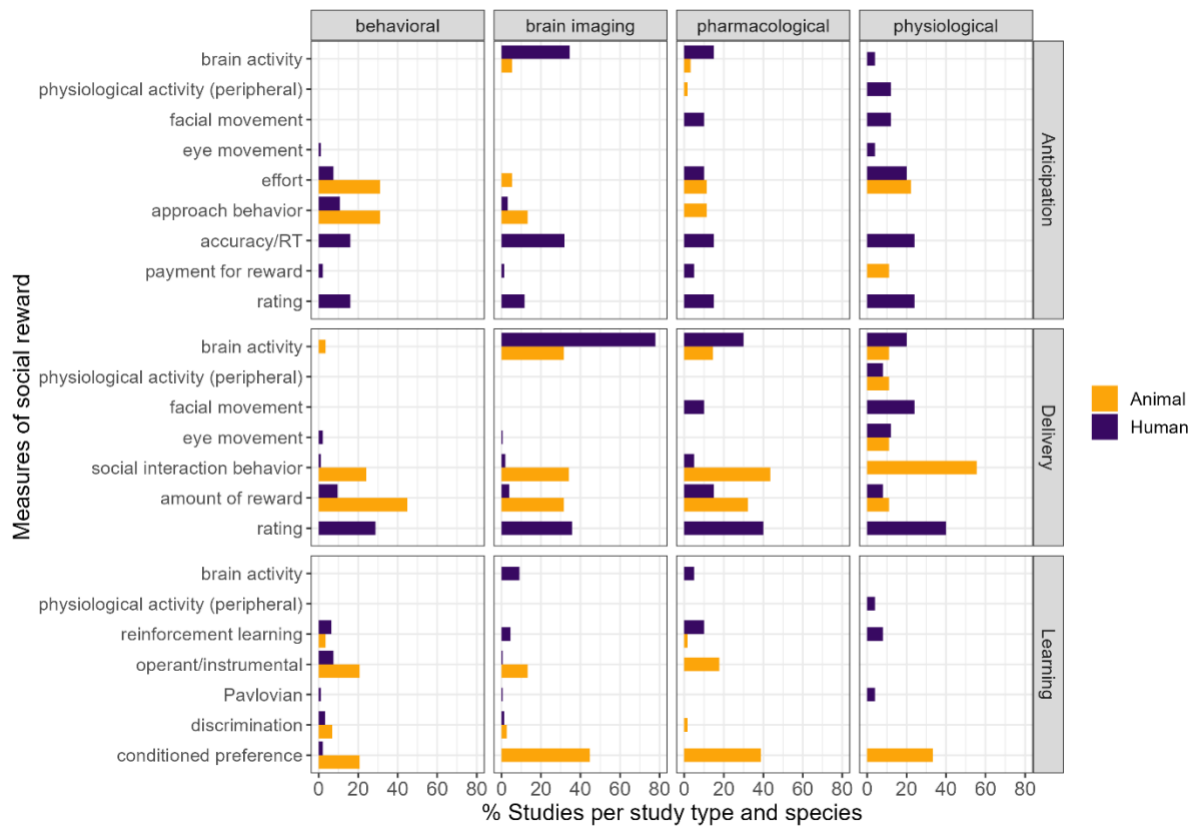 behavioral brain imaging pharmacological physiological
brain activity
physiological activity (peripheral)
facial movement
eye movement
effort
approach behavior
accuracy/RT
payment for reward
rating
Anticipation
brain activity
physiological activity (peripheral)
facial movement
eye movement
social interaction behavior
amount of reward
rating
Delivery
brain activity
physiological activity (peripheral)
reinforcement learning
operant/instrumental
Pavlovian
discrimination
conditioned preference
Learning
Measures of social reward
0 20 40 60 80 0 20 40 60 80 0 20 40 60 80 0 20 40 60 80
% Studies per study type and species
Animal
Human